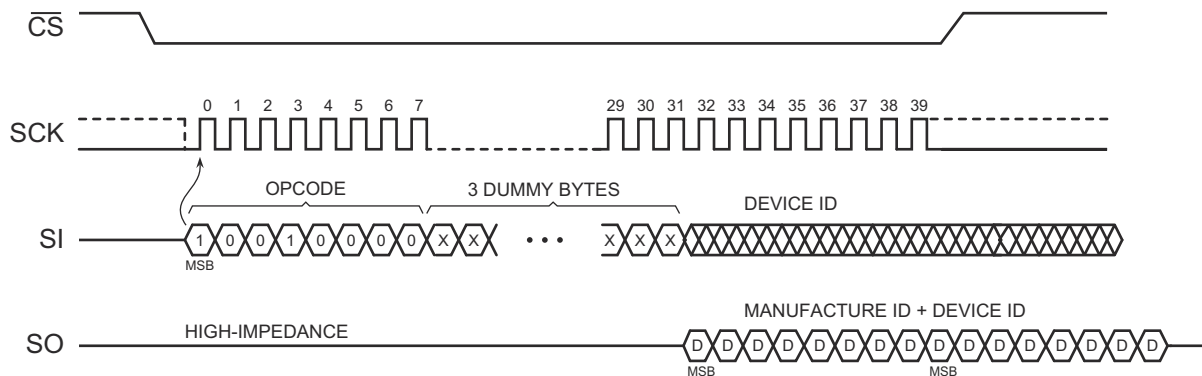 CS
0 1 2 3 4 5 6 7 29 30 31 32 33 34 35 36 37 38 39
SCK
OPCODE 3 DUMMY BYTES DEVICE ID
SI 1 0 0 1 0 0 0 0 X X • • • X X X
MSB
MANUFACTURE ID + DEVICE ID
HIGH-IMPEDANCE
SO D D D D D D D D D D D D D D D D
MSB MSB